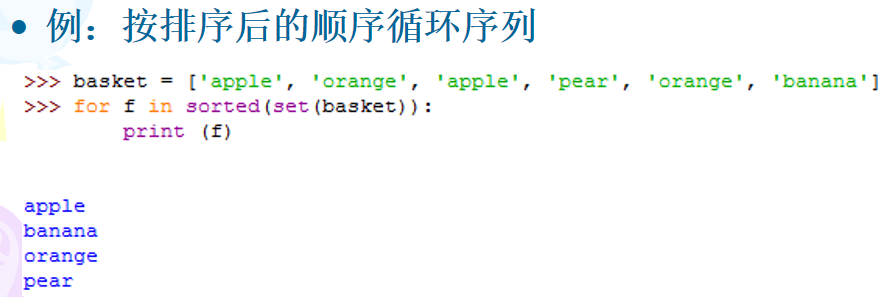 • 例：按排序后的顺序循环序列
>>> basket = ['apple', 'orange', 'apple', 'pear', 'orange', 'banana']
>>> for f in sorted(set(basket)):
        print (f)
apple
banana
orange
pear